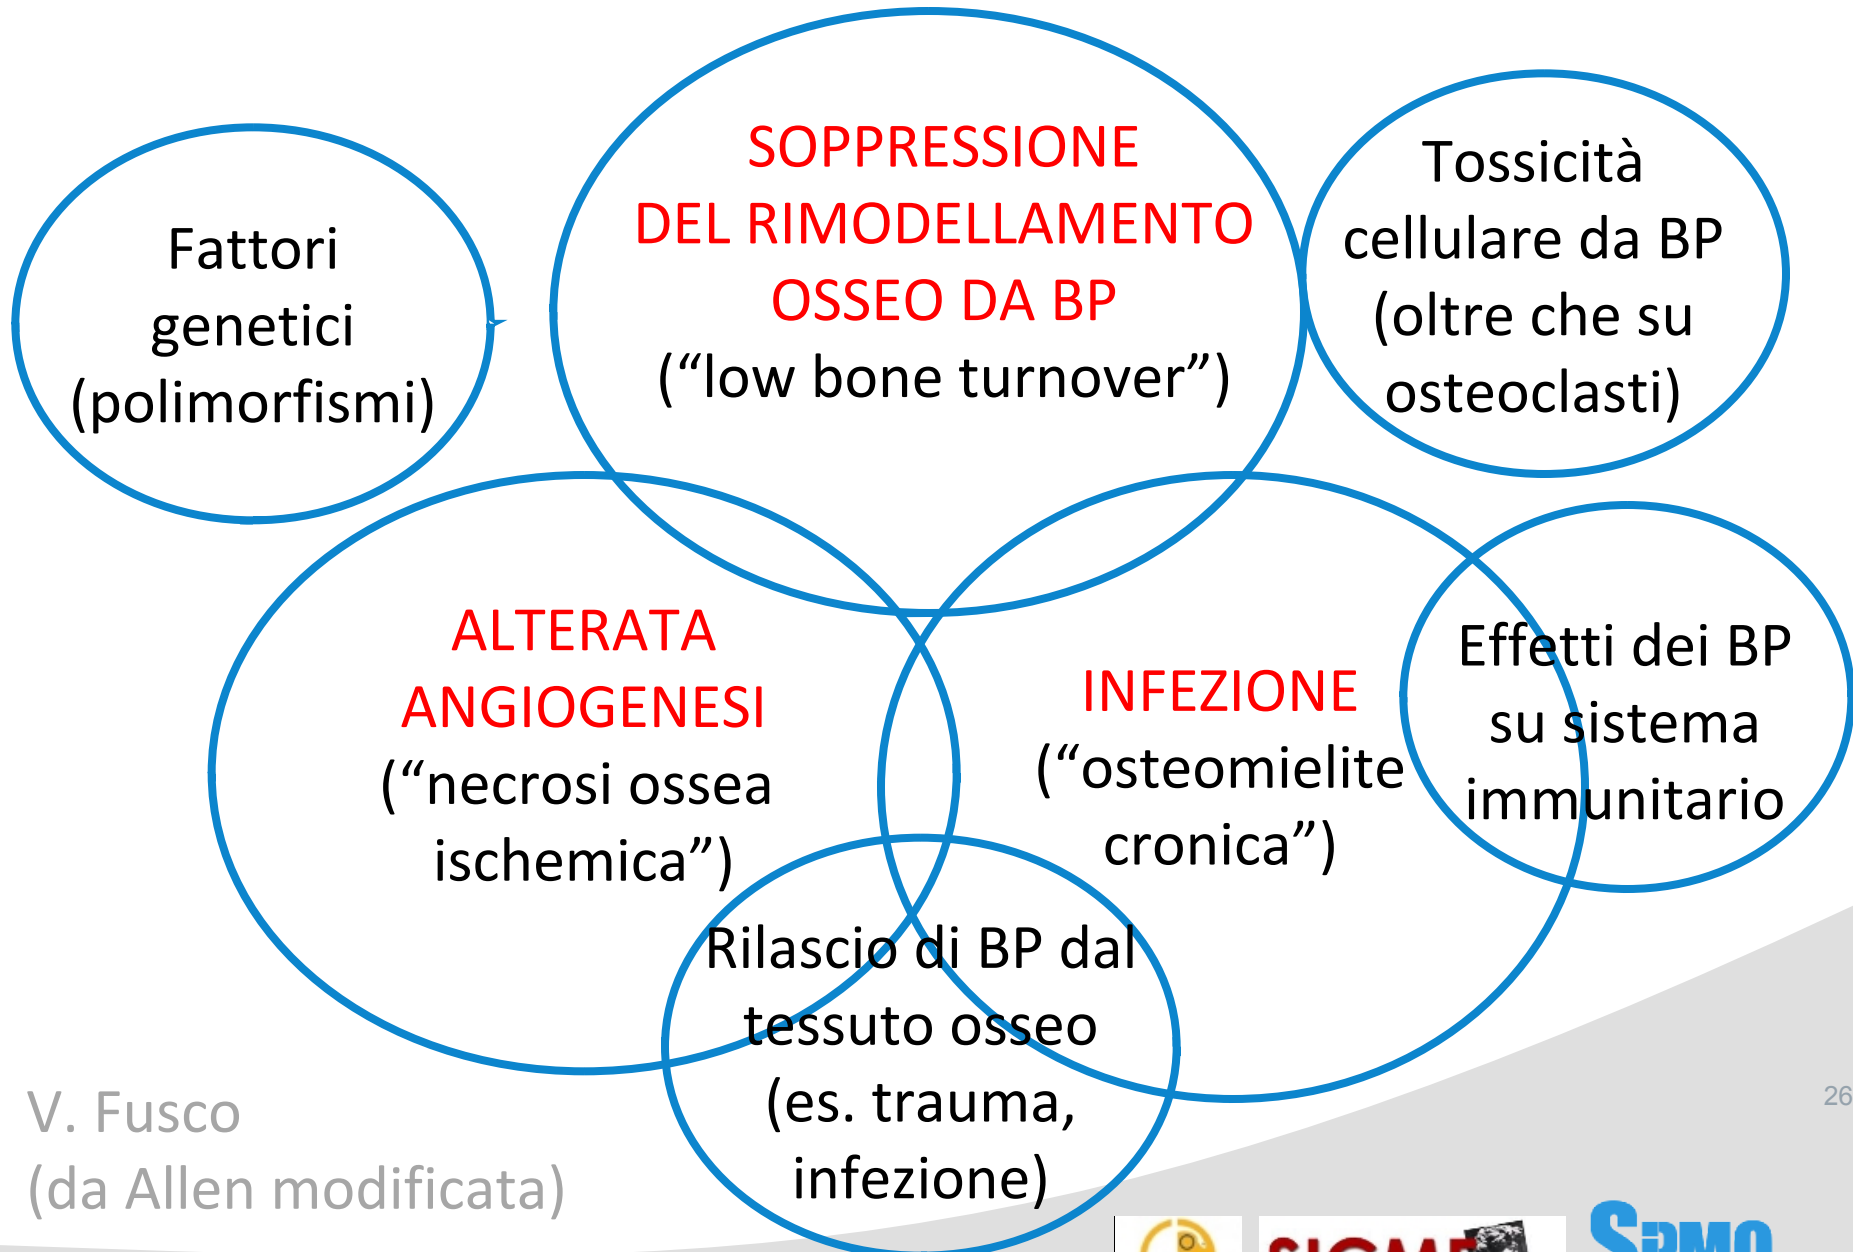 SOPPRESSIONE
DEL RIMODELLAMENTO
OSSEO DA BP
(“low bone turnover”)
Tossicità
cellulare da BP
(oltre che su
osteoclasti)
Fattori
genetici
(polimorfismi)
ALTERATA
ANGIOGENESI
(“necrosi ossea
ischemica”)
INFEZIONE
(“osteomielite
cronica”)
Effetti dei BP
su sistema
immunitario
Rilascio di BP dal
tessuto osseo
(es. trauma,
infezione)
V. Fusco
(da Allen modificata)
26